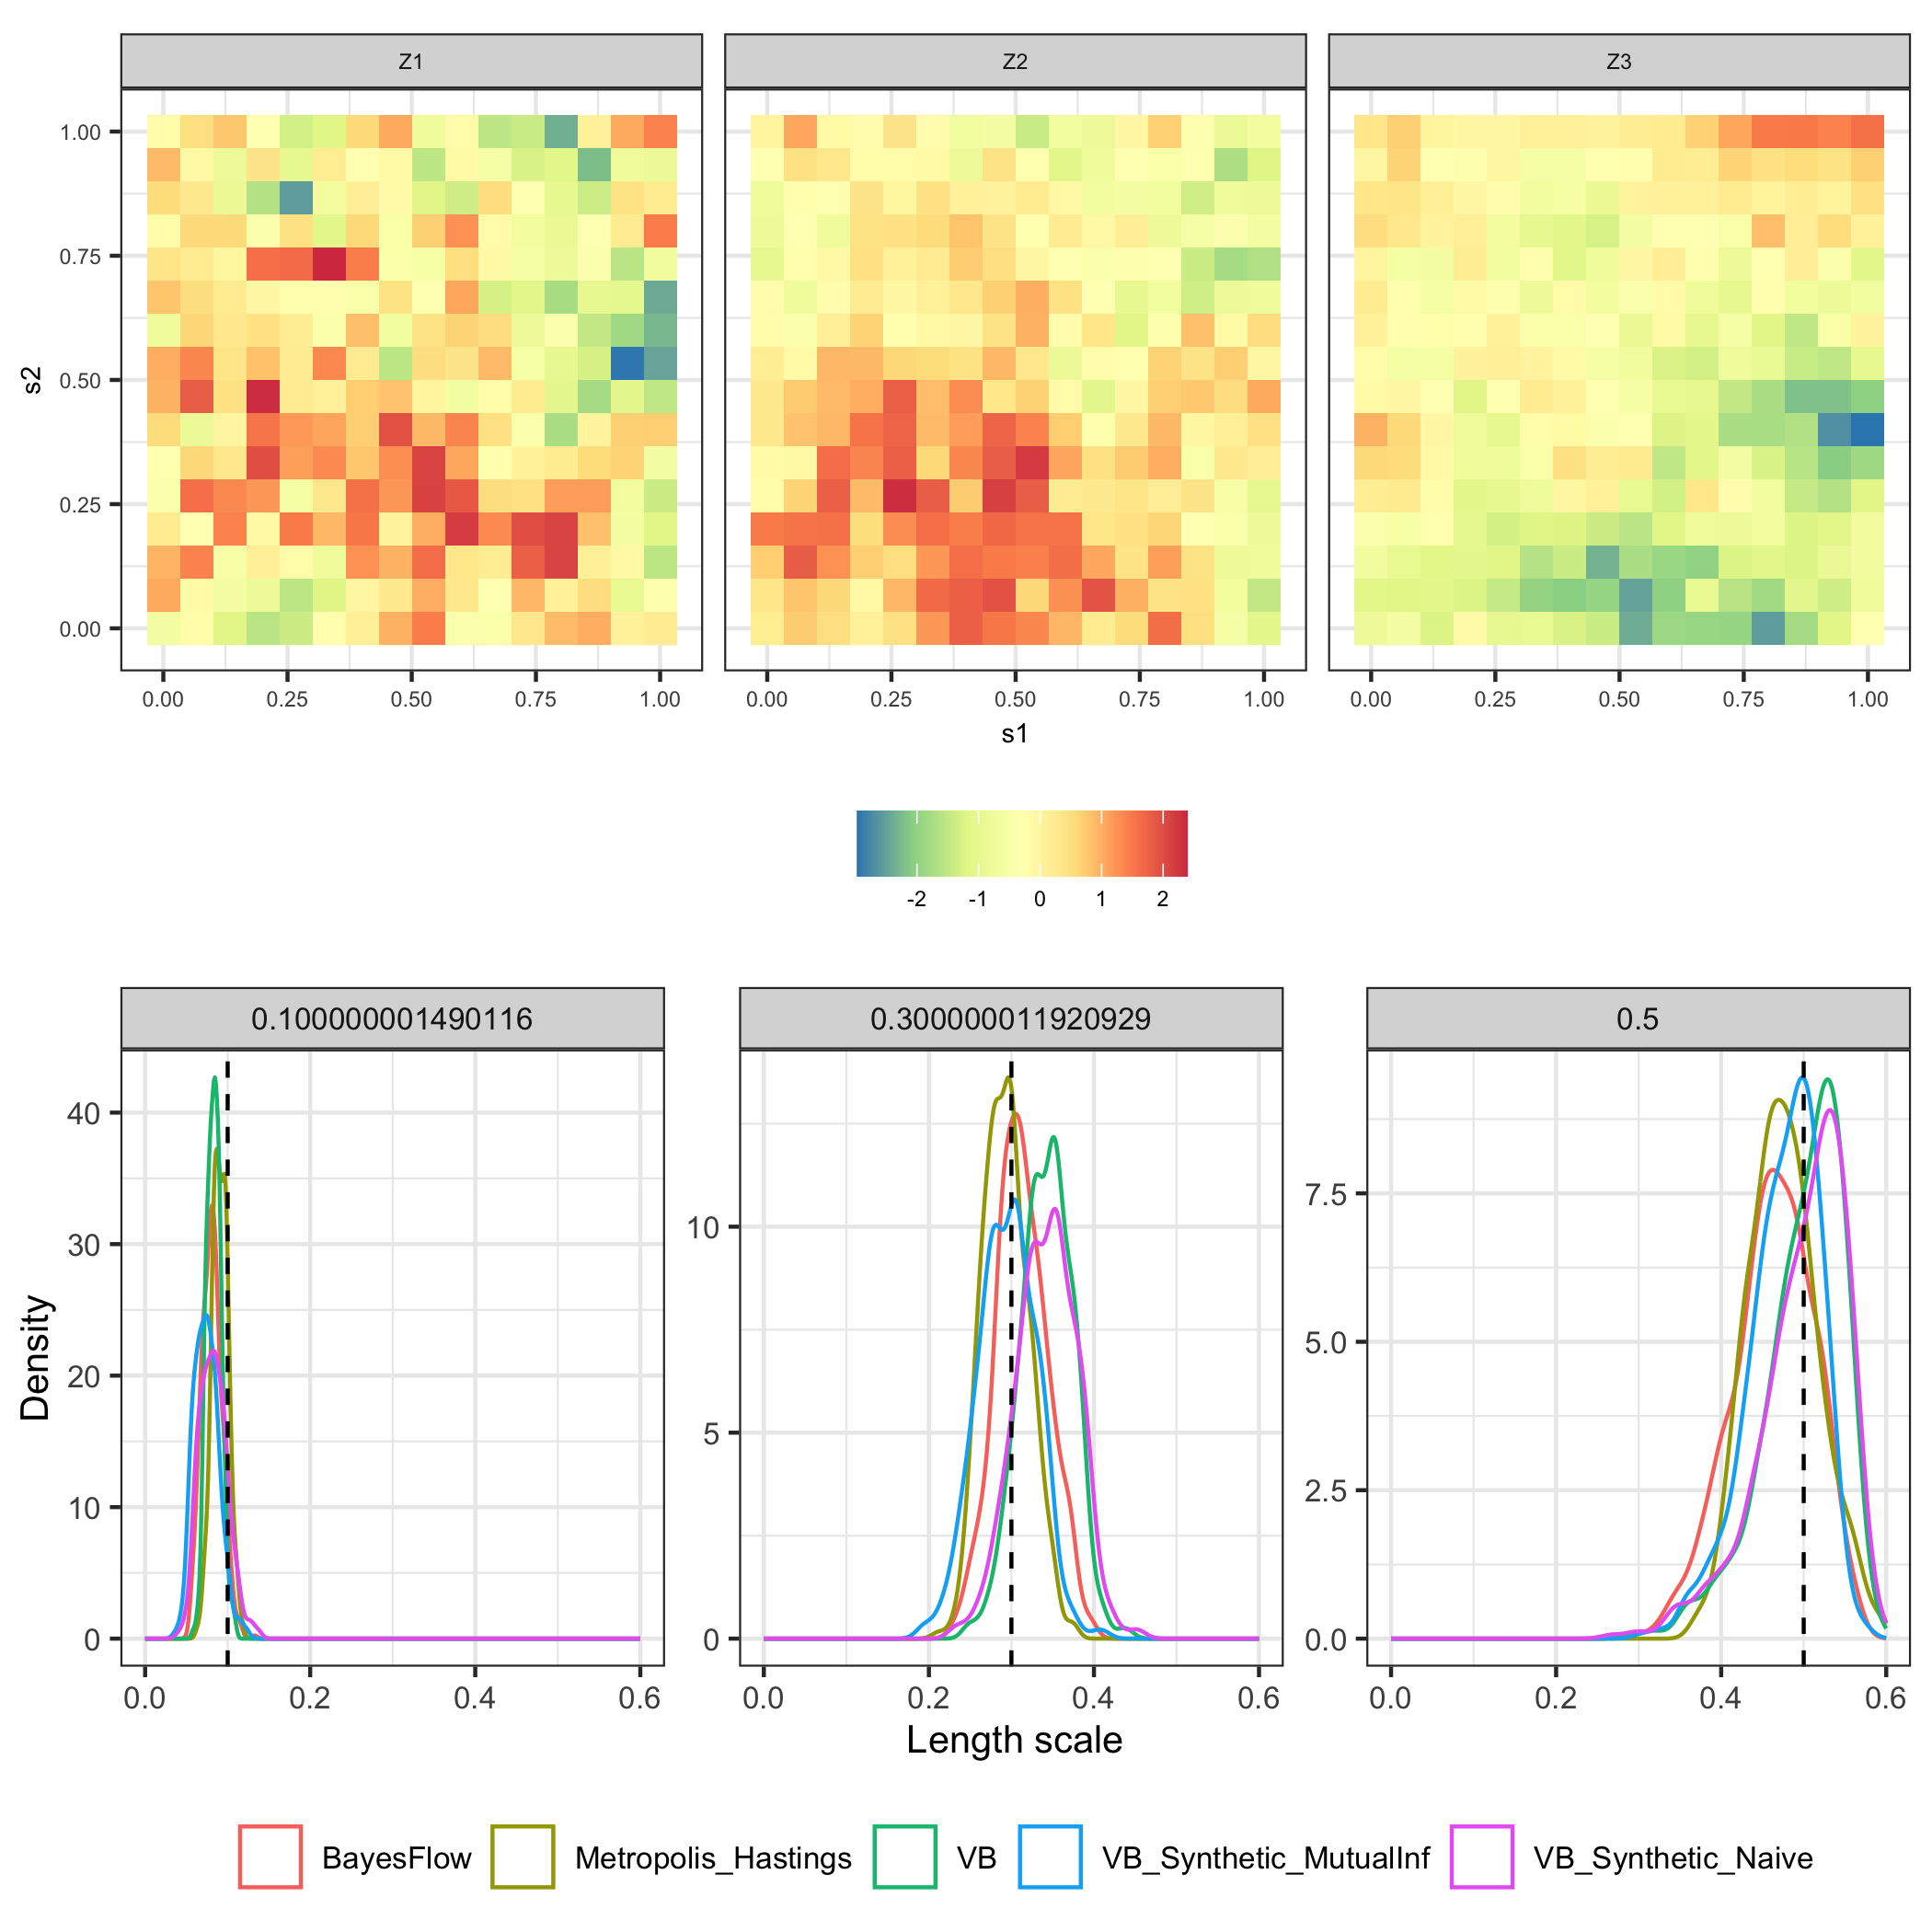 Z1 Z2 Z3
1.00
0.75
0.50
0.25
0.00
s2
0.00 0.25 0.50 0.75 1.00 0.00 0.25 0.50 0.75 1.00 0.00 0.25 0.50 0.75 1.00
s1
-2 -1 0 1 2
0.100000001490116 0.300000011920929 0.5
40
30
20
10
0
10
5
0
7.5
5.0
2.5
0.0
Density
0.0 0.2 0.4 0.6 0.0 0.2 0.4 0.6 0.0 0.2 0.4 0.6
Length scale
BayesFlow Metropolis_Hastings VB VB_Synthetic_MutualInf VB_Synthetic_Naive